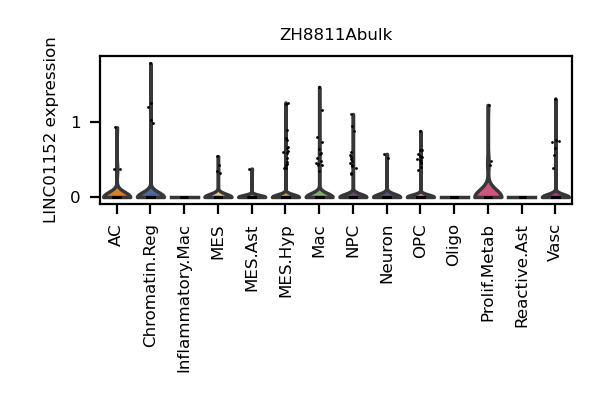 ZH8811Abulk
LINC01152 expression
1
0
AC
Chromatin.Reg
Inflammatory.Mac
MES
MES.Ast
MES.Hyp
Mac
NPC
Neuron
OPC
Oligo
Prolif.Metab
Reactive.Ast
Vasc